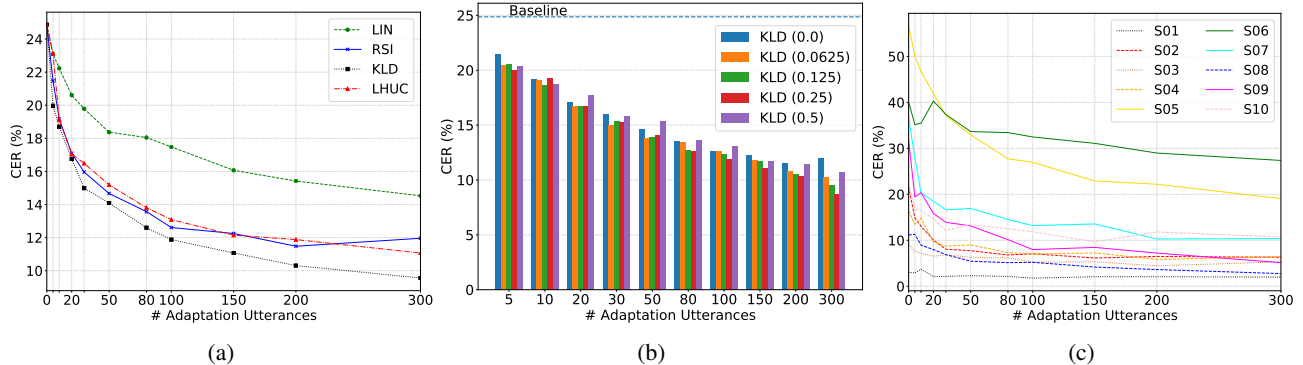 24
22
20
18
16
14
12
10
CER (%)
LIN
RSI
KLD
LHUC
0 20 50 80 100 150 200 300
# Adaptation Utterances
(a)
Baseline
25
20
15
10
5
0
CER (%)
KLD (0.0)
KLD (0.0625)
KLD (0.125)
KLD (0.25)
KLD (0.5)
5 10 20 30 50 80 100 150 200 300
# Adaptation Utterances
(b)
50
40
30
20
10
0
CER (%)
S01 S06
S02 S07
S03 S08
S04 S09
S05 S10
0 20 50 80 100 150 200 300
# Adaptation Utterances
(c)